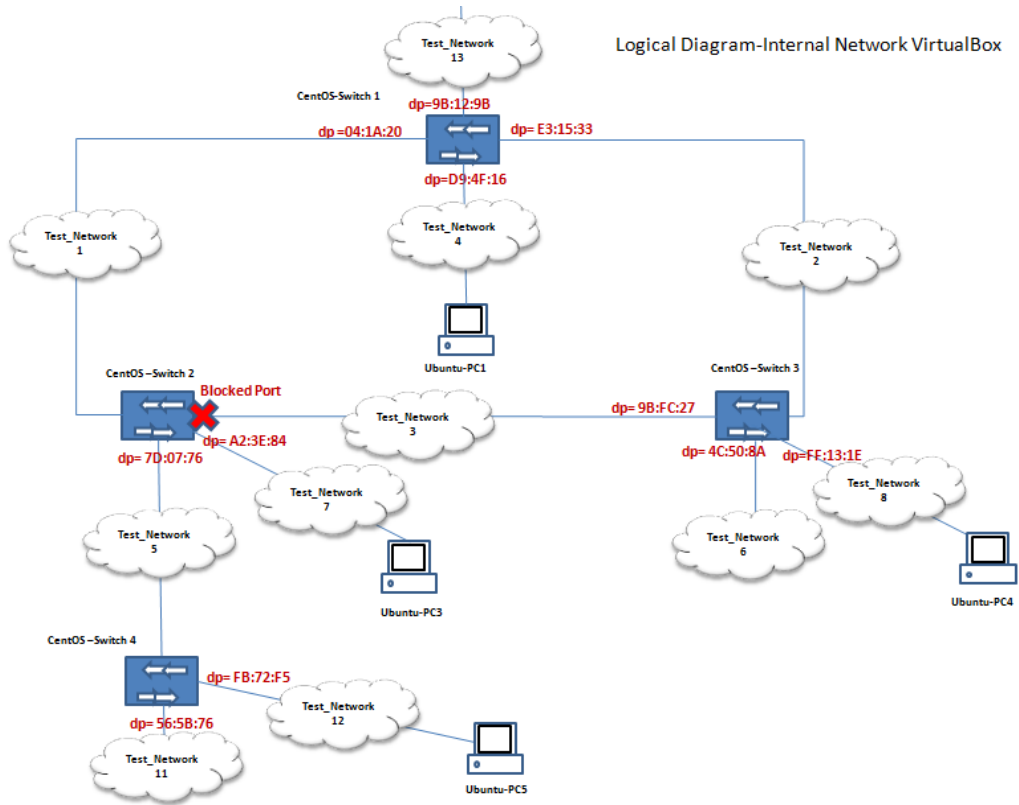 Test_Network
13
Logical Diagram-Internal Network VirtualBox
CentOS-Switch 1
dp=9B:12:9B
dp =04:1A:20
dp= E3:15:33
dp=D9:4F:16
Test_Network
1
Test_Network
4
Test_Network
2
Ubuntu-PC1
CentOS –Switch 2
Blocked Port
CentOS –Switch 3
Test_Network
3
dp= 9B:FC:27
dp= A2:3E:84
dp= 7D:07:76
dp= 4C:50:8A
dp=FF:13:1E
Test_Network
7
Test_Network
8
Test_Network
5
Test_Network
6
Ubuntu-PC3
Ubuntu-PC4
CentOS –Switch 4
dp= FB:72:F5
Test_Network
12
dp= 56:5B:76
Test_Network
11
Ubuntu-PC5